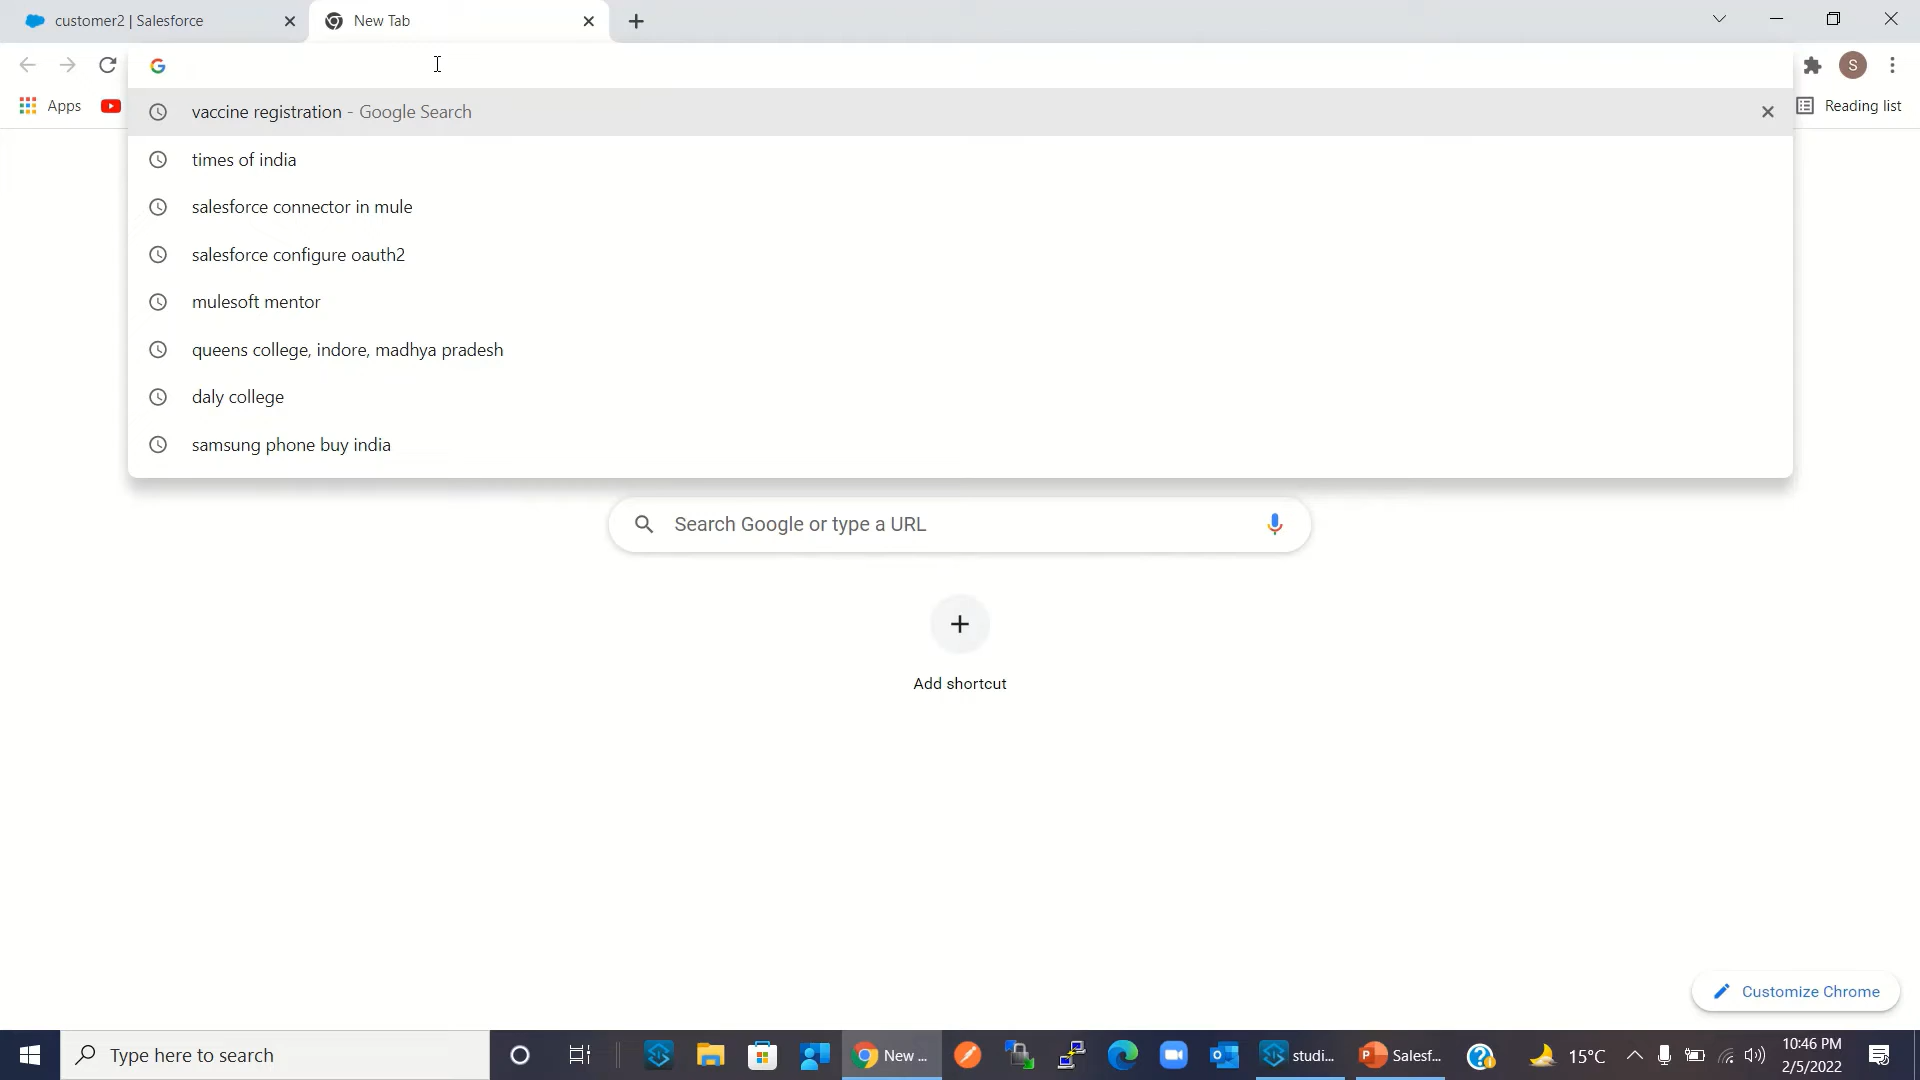 customer2 | Salesforce
New Tab
S
Apps
Reading list
vaccine registration - Google Search
times of india
salesforce connector in mule
salesforce configure oauth2
mulesoft mentor
queens college, indore, madhya pradesh
daly college
samsung phone buy india
Search Google or type a URL
Add shortcut
Customize Chrome
Type here to search
New ...
studi...
Salesf...
15°C
10:46 PM
2/5/2022